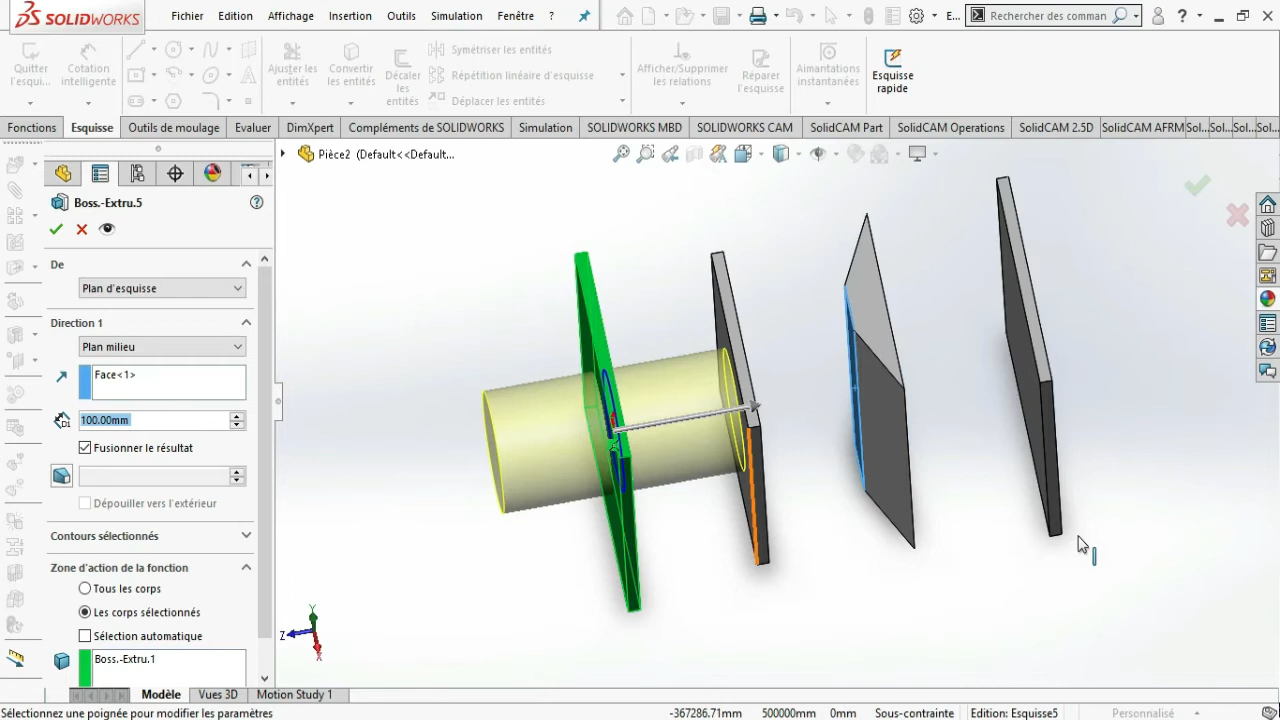 SOLIDWORKS
Fichier Edition Affichage Insertion Outils Simulation Fenêtre ?
E...
Rechercher des comman
Quitter l'esqui...
Cotation intelligente
Ajuster les entités
Convertir les entités
Décaler les entités
Symétriser les entités
Répétition linéaire d'esquisse
Déplacer les entités
Afficher/Supprimer les relations
Réparer l'esquisse
Aimantations instantanées
Esquisse rapide
Fonctions Esquisse Outils de moulage Evaluer DimXpert Compléments de SOLIDWORKS Simulation SOLIDWORKS MBD SOLIDWORKS CAM SolidCAM Part SolidCAM Operations SolidCAM 2.5D SolidCAM AFRM Sol... Sol... Sol... Sol...
Pièce2 (Default<<Default...
Boss.-Extru.5
De
Plan d'esquisse
Direction 1
Plan milieu
Face<1>
D1
100.00mm
Fusionner le résultat
Dépouiller vers l'extérieur
Contours sélectionnés
Zone d'action de la fonction
Tous les corps
Les corps sélectionnés
Sélection automatique
Boss.-Extru.1
Y
Z
X
Modèle Vues 3D Motion Study 1
Sélectionnez une poignée pour modifier les paramètres
-367286.71mm 500000mm 0mm Sous-contrainte Edition: Esquisse5 Personnalisé